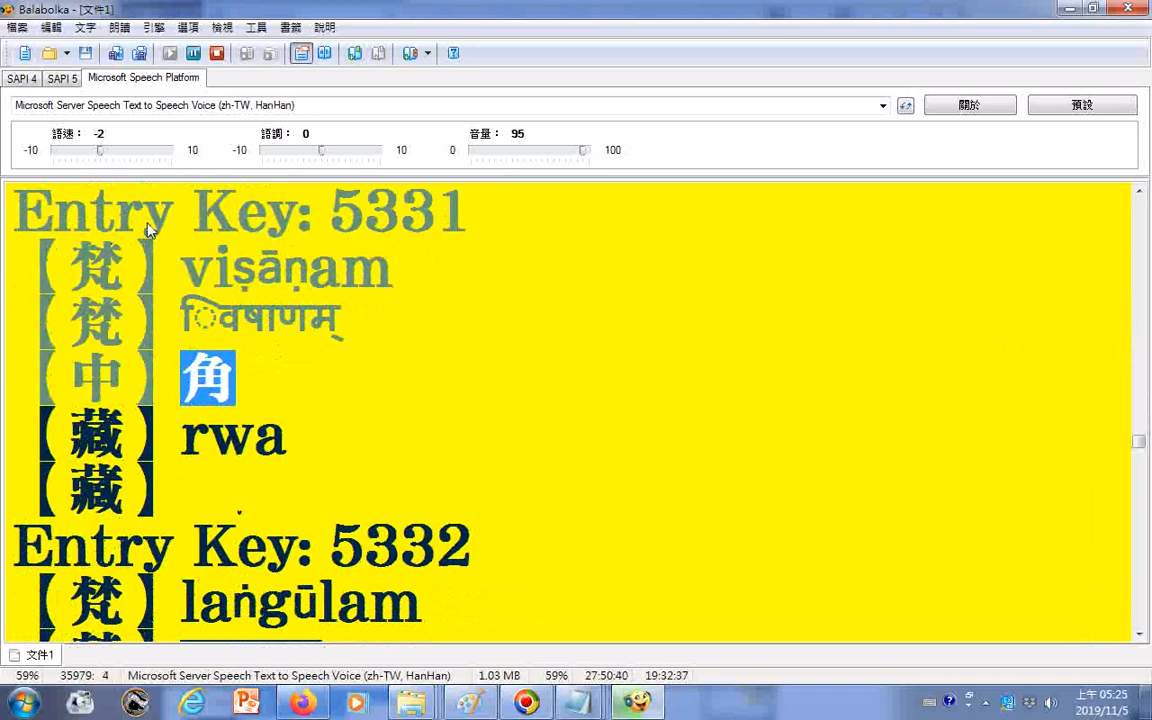 Balabolka - [文件1]
檔案 編輯 文字 朗讀 引擎 選項 檢視 工具 書籤 說明
SAPI 4 SAPI 5 Microsoft Speech Platform
Microsoft Server Speech Text to Speech Voice (zh-TW, HanHan) 關於 預設
語速： -2 語調： 0 音量： 95
-10 10 -10 10 0 100
Entry Key: 5331
【梵】 viṣāṇam
【梵】 िवषाणम्
【中】 角
【藏】 rwa
【藏】
Entry Key: 5332
【梵】 laṅgūlam
文件1
59% 35979: 4 Microsoft Server Speech Text to Speech Voice (zh-TW, HanHan) 1.03 MB 59% 27:50:40 19:32:37
上午 05:25
2019/11/5